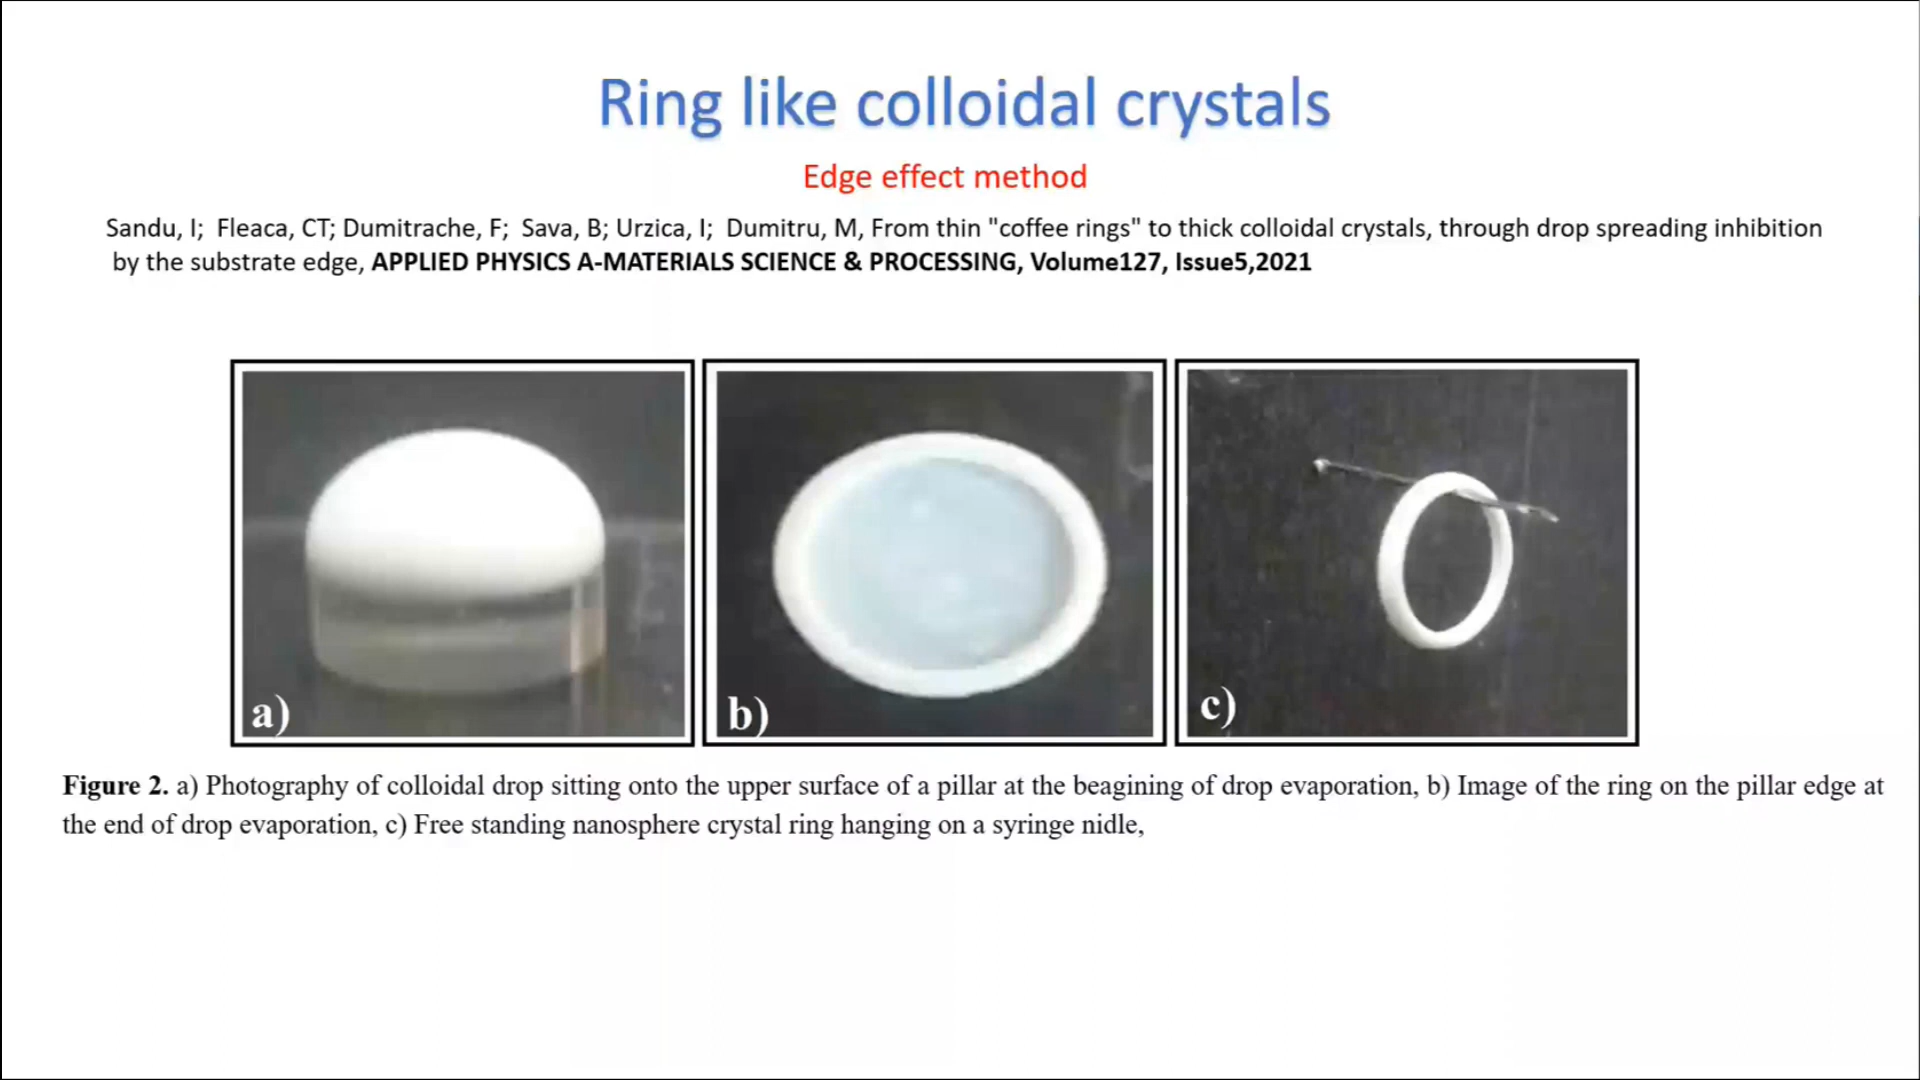 Ring like colloidal crystals
Edge effect method
Sandu, I; Fleaca, CT; Dumitrache, F; Sava, B; Urzica, I; Dumitru, M, From thin "coffee rings" to thick colloidal crystals, through drop spreading inhibition
by the substrate edge, APPLIED PHYSICS A-MATERIALS SCIENCE & PROCESSING, Volume127, Issue5,2021
a)
b)
c)
Figure 2. a) Photography of colloidal drop sitting onto the upper surface of a pillar at the beagining of drop evaporation, b) Image of the ring on the pillar edge at
the end of drop evaporation, c) Free standing nanosphere crystal ring hanging on a syringe nidle,